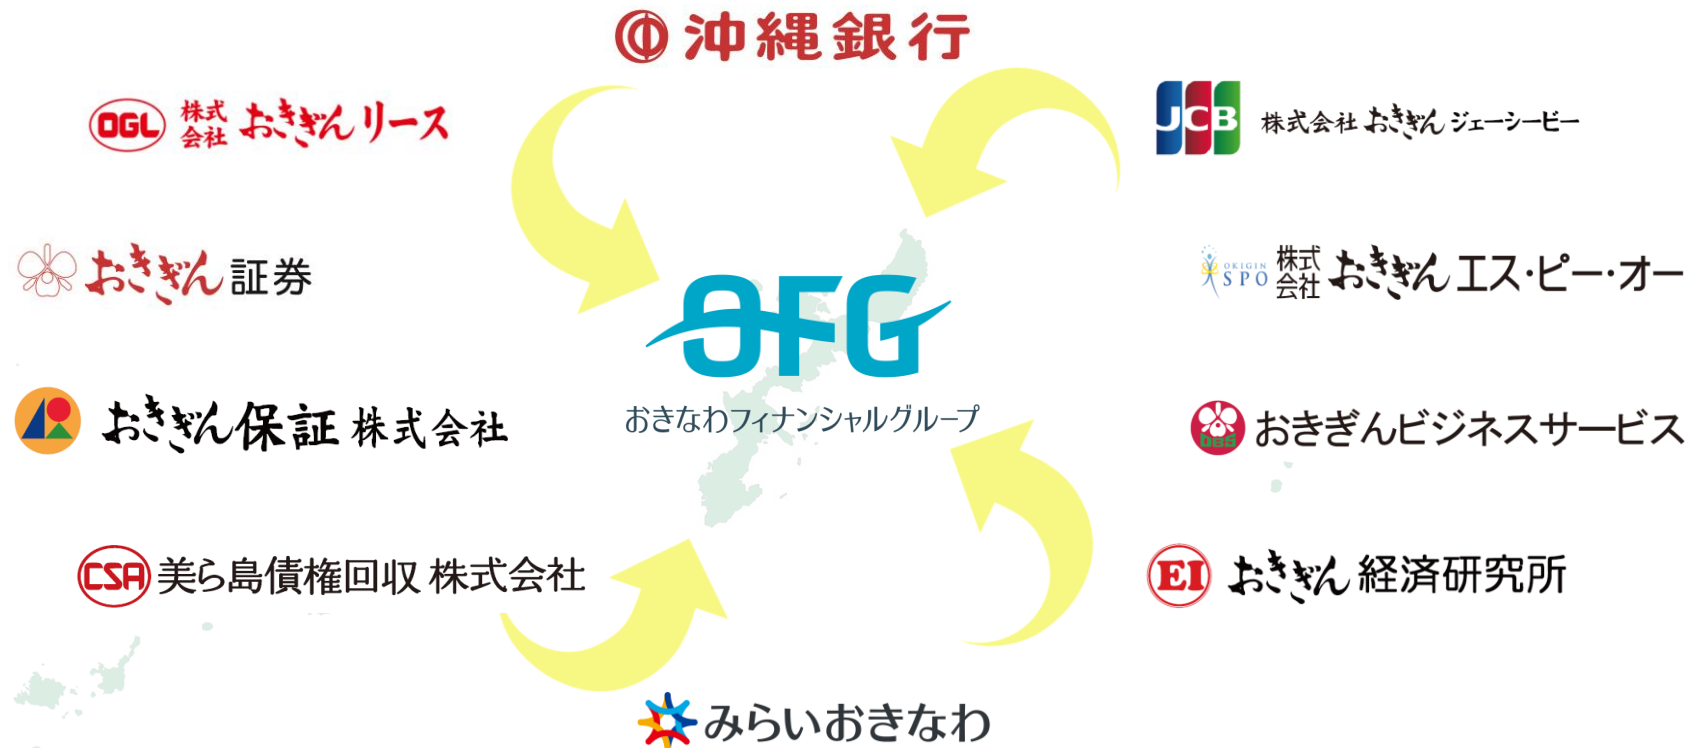 沖縄銀行
OGL 株式会社 おきぎんリース
JCB 株式会社 おきぎんジェーシービー
おきぎん証券
OKIGIN SPO 株式会社 おきぎんエス・ピー・オー
OFG
おきなわフィナンシャルグループ
おきぎん保証株式会社
OBS おきぎんビジネスサービス
CSA 美ら島債権回収 株式会社
EI おきぎん経済研究所
みらいおきなわ